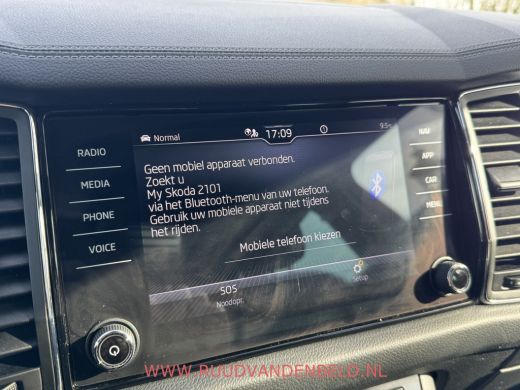 RADIO
MEDIA
PHONE
VOICE
Normal
17:09
Geen mobiel apparaat verbonden.
Zoekt u
My Skoda 2101
via het Bluetooth-menu van uw telefoon.
Gebruik uw mobiele apparaat niet tijdens
het rijden.
Mobiele telefoon kiezen
SOS
Noodopr.
Setup
NAV
APP
CAR
MENU
WWW.RUUDVANDENBELD.NL